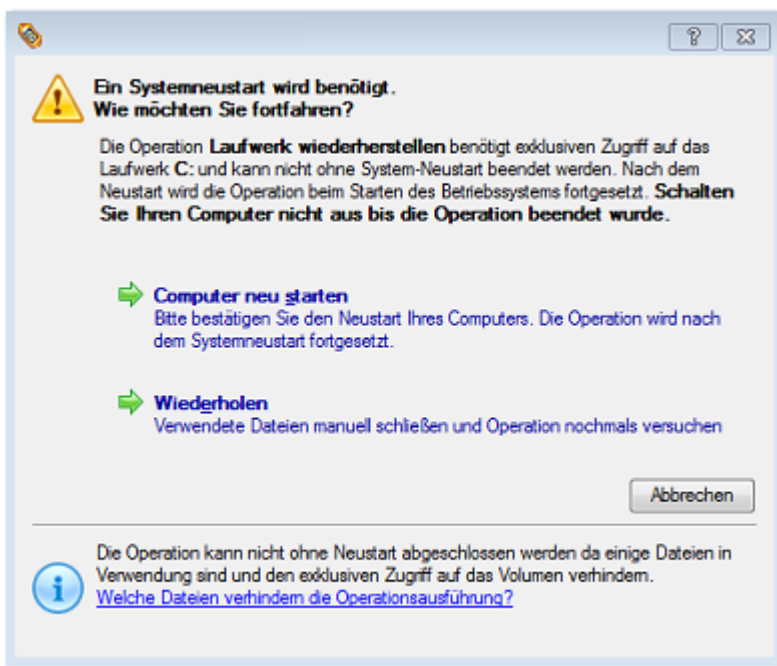 Ein Systemneustart wird benötigt.
Wie möchten Sie fortfahren?
Die Operation Laufwerk wiederherstellen benötigt exklusiven Zugriff auf das
Laufwerk C: und kann nicht ohne System-Neustart beendet werden. Nach dem
Neustart wird die Operation beim Starten des Betriebssystems fortgesetzt. Schalten
Sie Ihren Computer nicht aus bis die Operation beendet wurde.
Computer neu starten
Bitte bestätigen Sie den Neustart Ihres Computers. Die Operation wird nach
dem Systemneustart fortgesetzt.
Wiederholen
Verwendete Dateien manuell schließen und Operation nochmals versuchen
Abbrechen
Die Operation kann nicht ohne Neustart abgeschlossen werden da einige Dateien in
Verwendung sind und den exklusiven Zugriff auf das Volumen verhindern.
Welche Dateien verhindern die Operationsausführung?